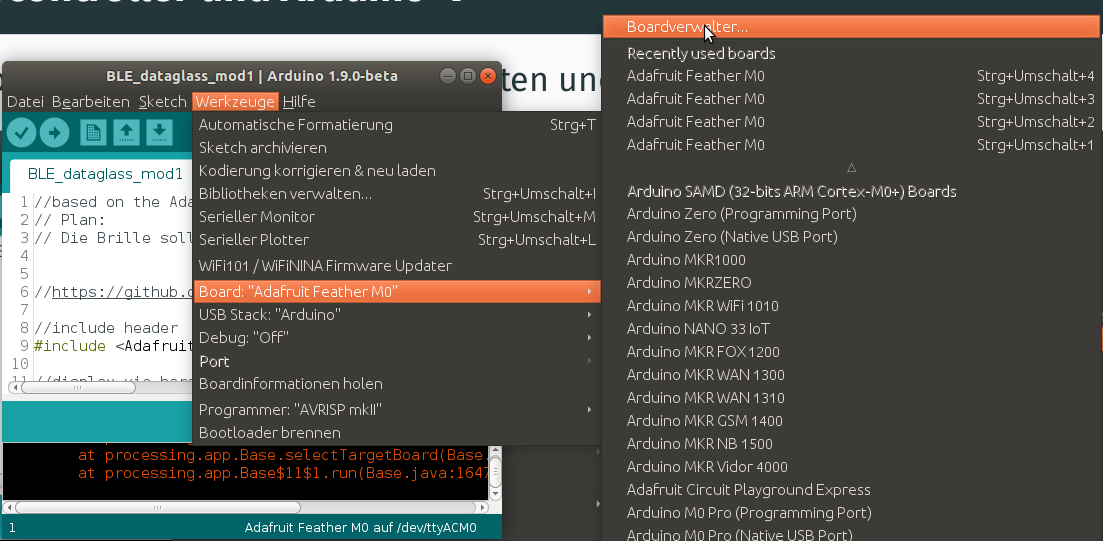 ten und
BLE_dataglass_mod1 | Arduino 1.9.0-beta
Datei Bearbeiten Sketch Werkzeuge Hilfe
BLE_dataglass_mod1
1 //based on the Ada
2 // Plan:
3 // Die Brille soll
4
5
6 //https://github.c
7
8 //include header
9 #include <Adafruit
10
11
Automatische Formatierung Strg+T
Sketch archivieren
Kodierung korrigieren & neu laden
Bibliotheken verwalten... Strg+Umschalt+I
Serieller Monitor Strg+Umschalt+M
Serieller Plotter Strg+Umschalt+L
WiFi101 / WiFiNINA Firmware Updater
Board: "Adafruit Feather M0"
USB Stack: "Arduino"
Debug: "Off"
Port
Boardinformationen holen
Programmer: "AVRISP mkII"
Bootloader brennen
at processing.app.Base.selectTargetBoard(Base.
at processing.app.Base$11$1.run(Base.java:1647
1 Adafruit Feather M0 auf /dev/ttyACM0
Boardverwalter...
Recently used boards
Adafruit Feather M0 Strg+Umschalt+4
Adafruit Feather M0 Strg+Umschalt+3
Adafruit Feather M0 Strg+Umschalt+2
Adafruit Feather M0 Strg+Umschalt+1
Arduino SAMD (32-bits ARM Cortex-M0+) Boards
Arduino Zero (Programming Port)
Arduino Zero (Native USB Port)
Arduino MKR1000
Arduino MKRZERO
Arduino MKR WiFi 1010
Arduino NANO 33 IoT
Arduino MKR FOX 1200
Arduino MKR WAN 1300
Arduino MKR WAN 1310
Arduino MKR GSM 1400
Arduino MKR NB 1500
Arduino MKR Vidor 4000
Adafruit Circuit Playground Express
Arduino M0 Pro (Programming Port)
Arduino M0 Pro (Native USB Port)